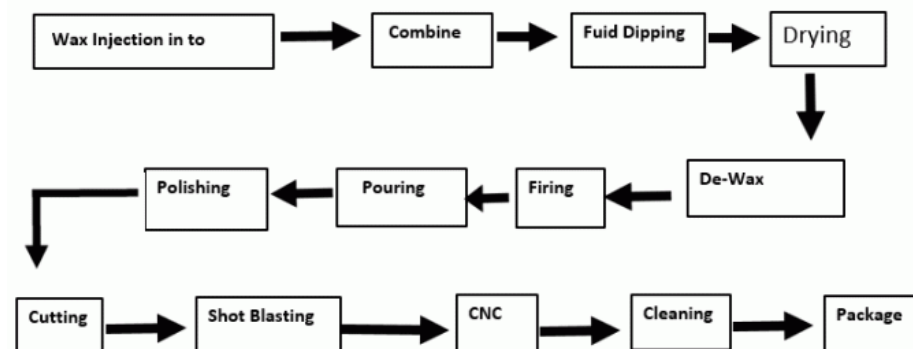 Wax Injection in to
Combine
Fuid Dipping
Drying
De-Wax
Firing
Pouring
Polishing
Cutting
Shot Blasting
CNC
Cleaning
Package